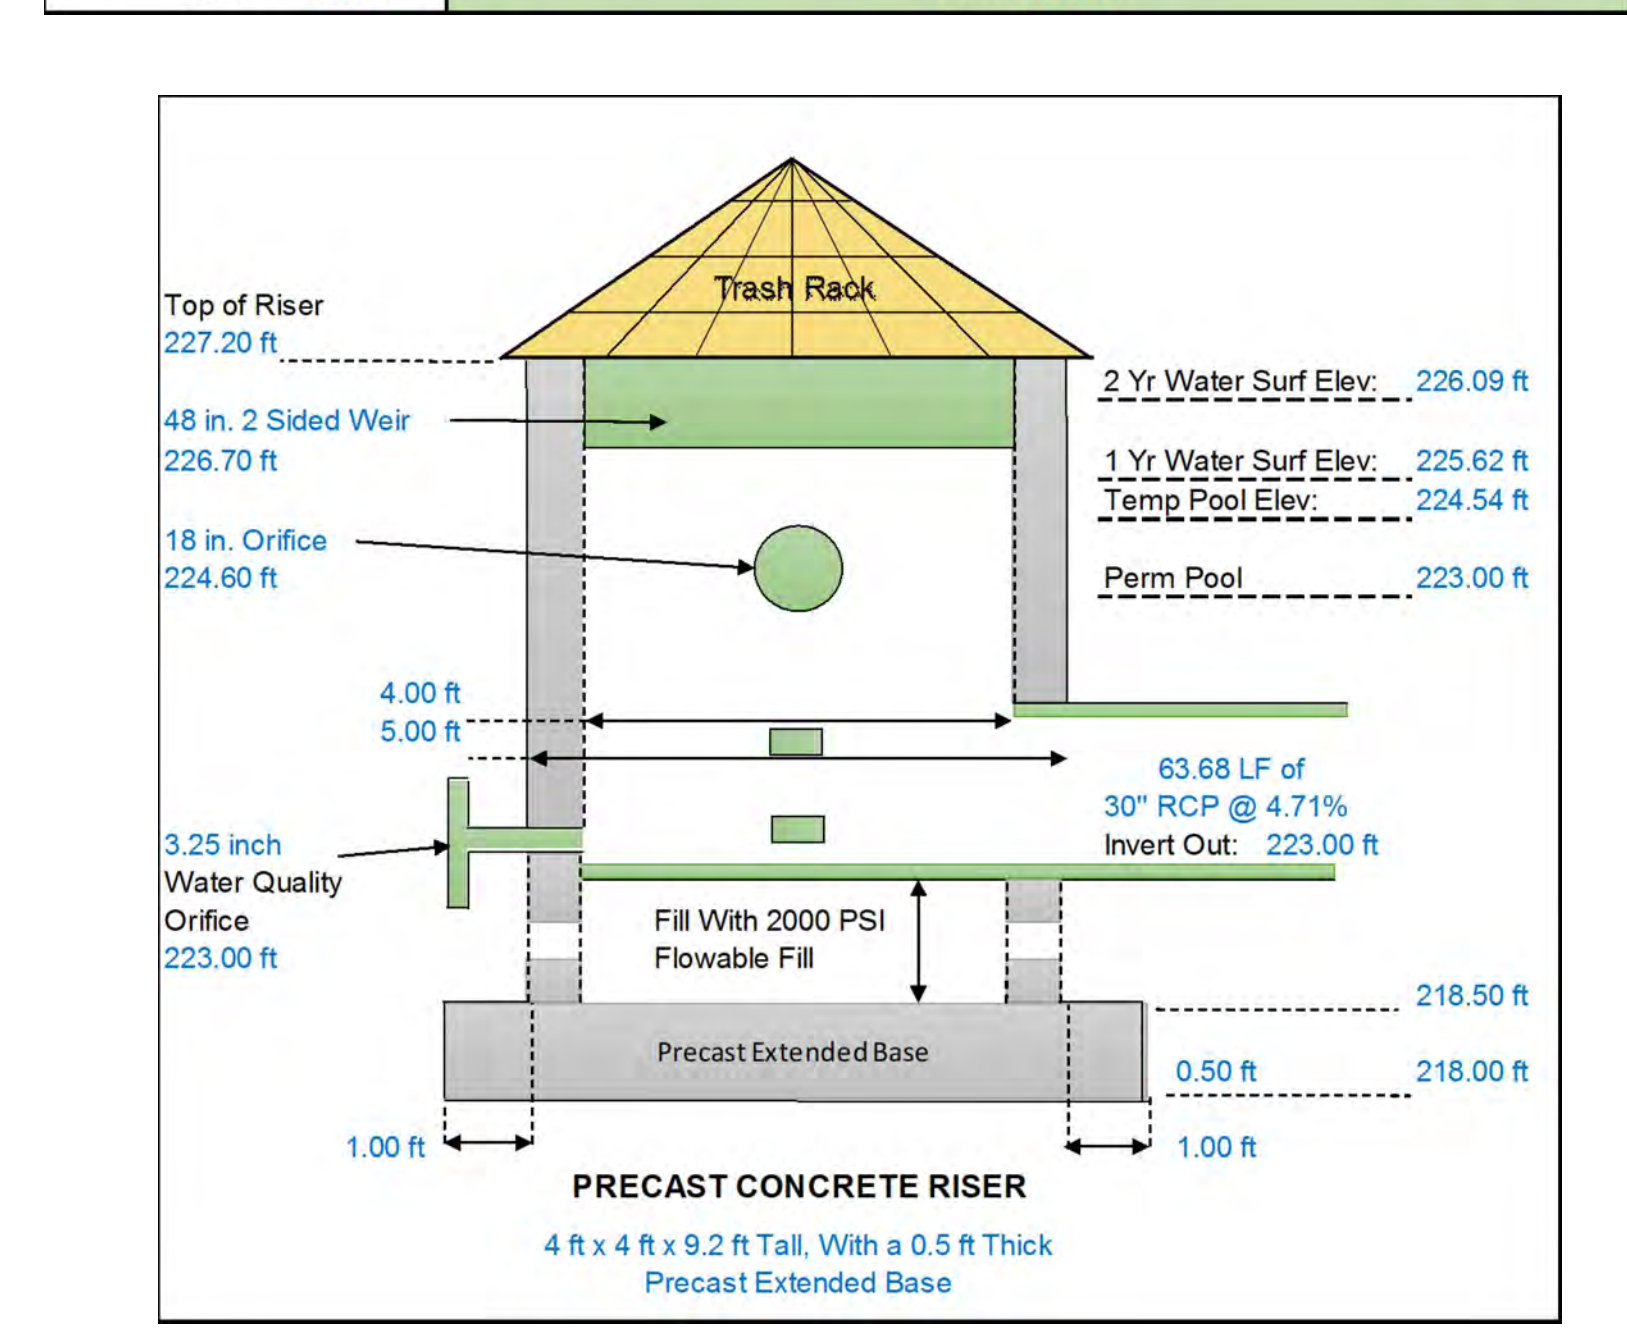 Trash Rack
Top of Riser
227.20 ft
48 in. 2 Sided Weir
226.70 ft
18 in. Orifice
224.60 ft
2 Yr Water Surf Elev: 226.09 ft
1 Yr Water Surf Elev: 225.62 ft
Temp Pool Elev: 224.54 ft
Perm Pool 223.00 ft
4.00 ft
5.00 ft
63.68 LF of
30" RCP @ 4.71%
Invert Out: 223.00 ft
3.25 inch
Water Quality
Orifice
223.00 ft
Fill With 2000 PSI
Flowable Fill
218.50 ft
Precast Extended Base
0.50 ft 218.00 ft
1.00 ft 1.00 ft
PRECAST CONCRETE RISER
4 ft x 4 ft x 9.2 ft Tall, With a 0.5 ft Thick
Precast Extended Base